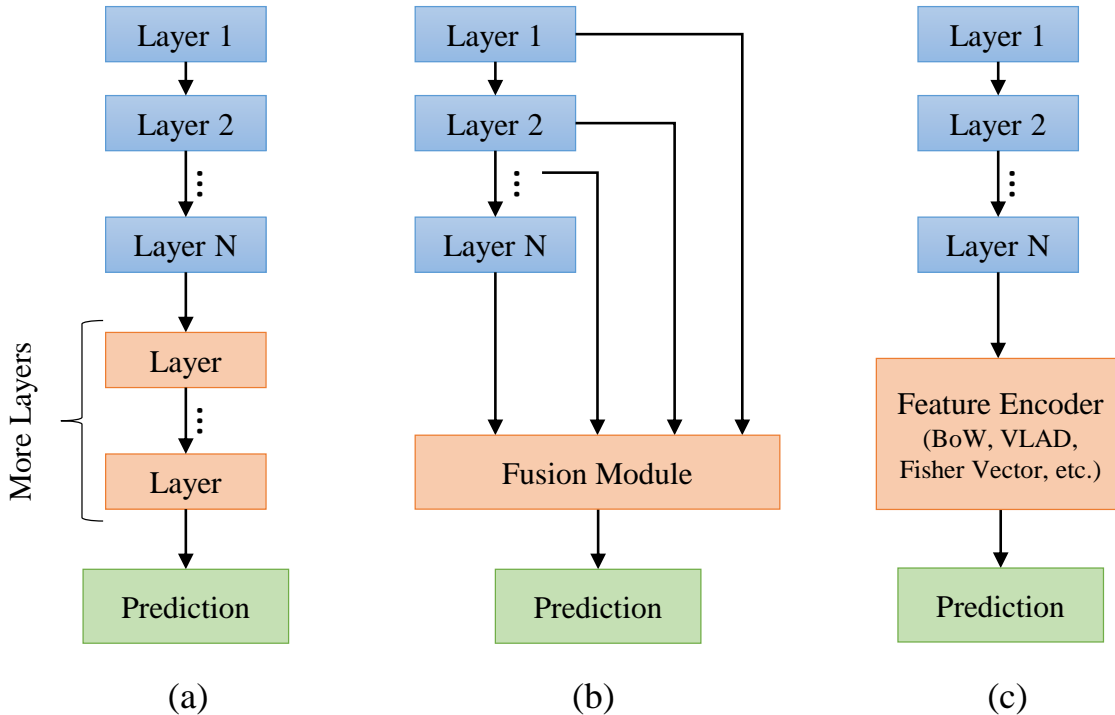 Layer 1
Layer 2
...
Layer N
More Layers
Layer
...
Layer
Prediction
(a)
Layer 1
Layer 2
...
Layer N
Fusion Module
Prediction
(b)
Layer 1
Layer 2
...
Layer N
Feature Encoder
(BoW, VLAD,
Fisher Vector, etc.)
Prediction
(c)